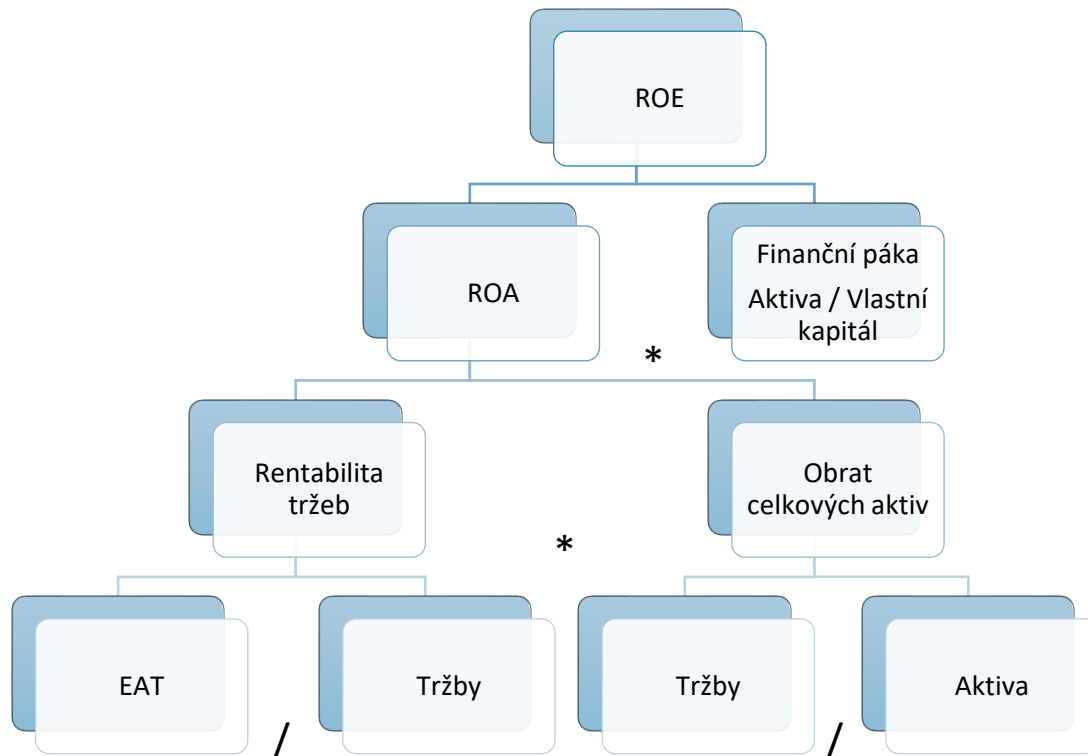 ROE
ROA
Finanční páka
Aktiva / Vlastní
kapitál
*
Rentabilita
tržeb
Obrat
celkových aktiv
*
EAT
/
Tržby
Tržby
/
Aktiva